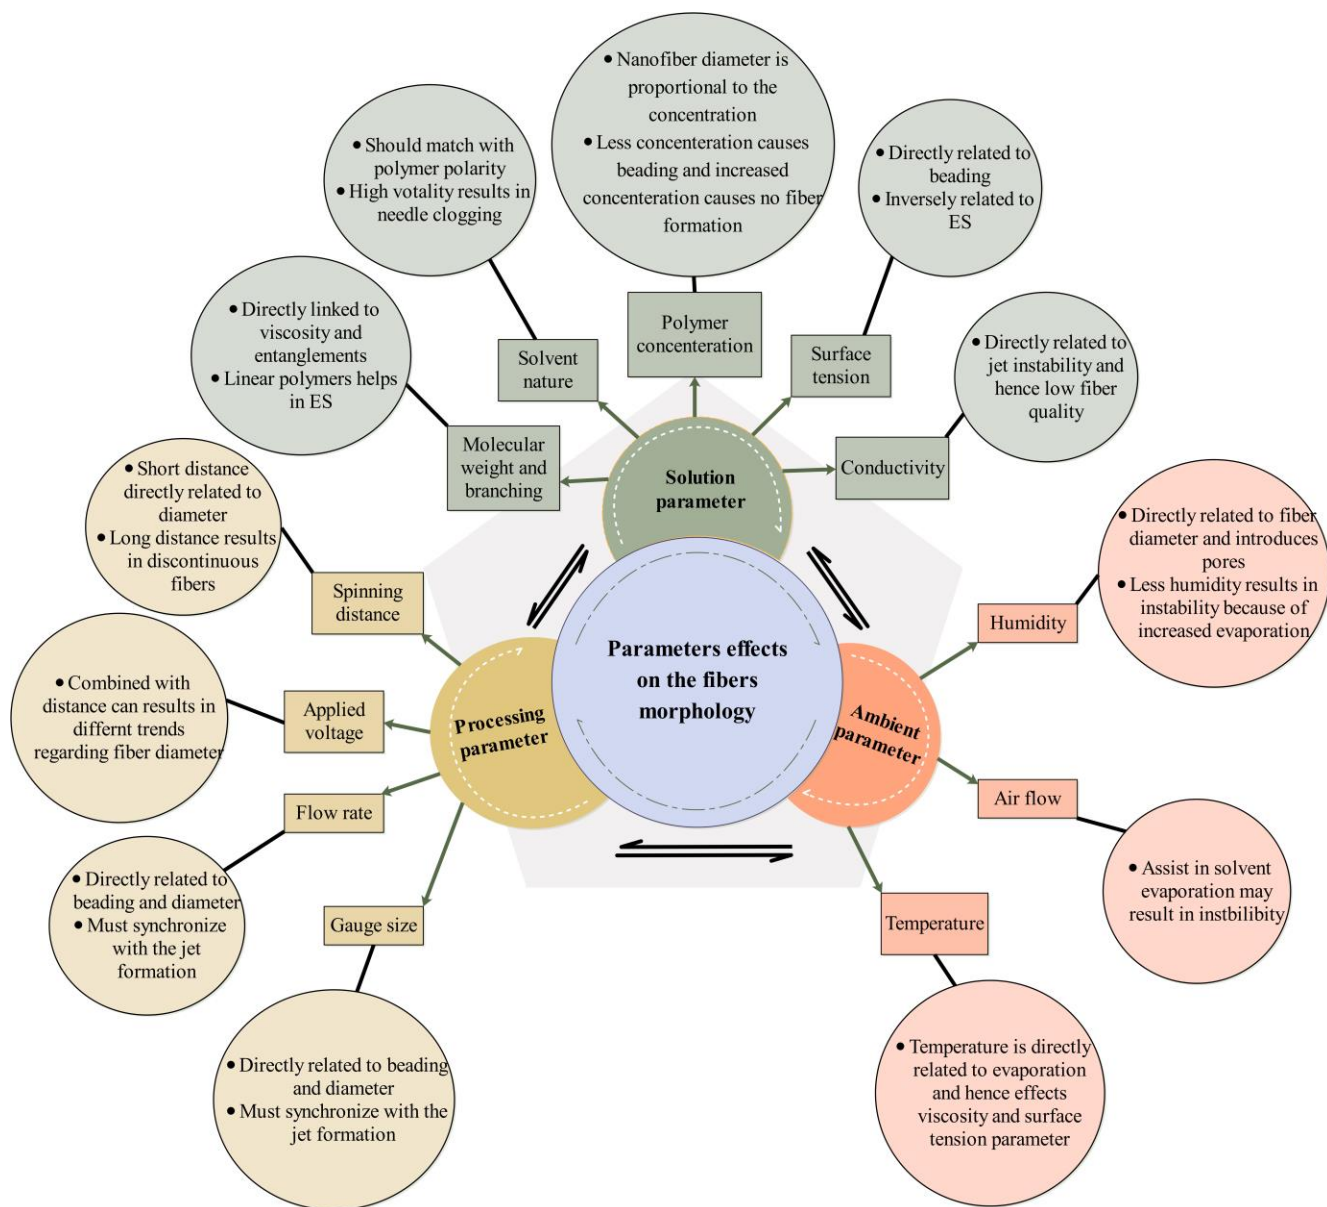 • Nanofiber diameter is
proportional to the
concentration
• Less concenteration causes
beading and increased
concenteration causes no fiber
formation
• Should match with
polymer polarity
• High votality results in
needle clogging
• Directly related to
beading
• Inversely related to ES
• Directly linked to
viscosity and
entanglements
• Linear polymers helps
in ES
Solvent
nature
Polymer
concenteration
Surface
tension
• Directly related to
jet instability and
hence low fiber
quality
Molecular
weight and
branching
Solution
parameter
Conductivity
• Short distance
directly related to
diameter
• Long distance results
in discontinuous
fibers
Spinning
distance
• Directly related to fiber
diameter and introduces
pores
• Less humidity results in
instability because of
increased evaporation
Humidity
Parameters effects
on the fibers
morphology
• Combined with
distance can results in
differnt trends
regarding fiber diameter
Applied
voltage
Processing
parameter
Ambient
parameter
Flow rate
Air flow
• Directly related to
beading and diameter
• Must synchronize
with the jet
formation
Gauge size
Temperature
• Assist in solvent
evaporation may
result in instbilibity
• Directly related to beading
and diameter
• Must synchronize with the
jet formation
• Temperature is directly
related to evaporation
and hence effects
viscosity and surface
tension parameter